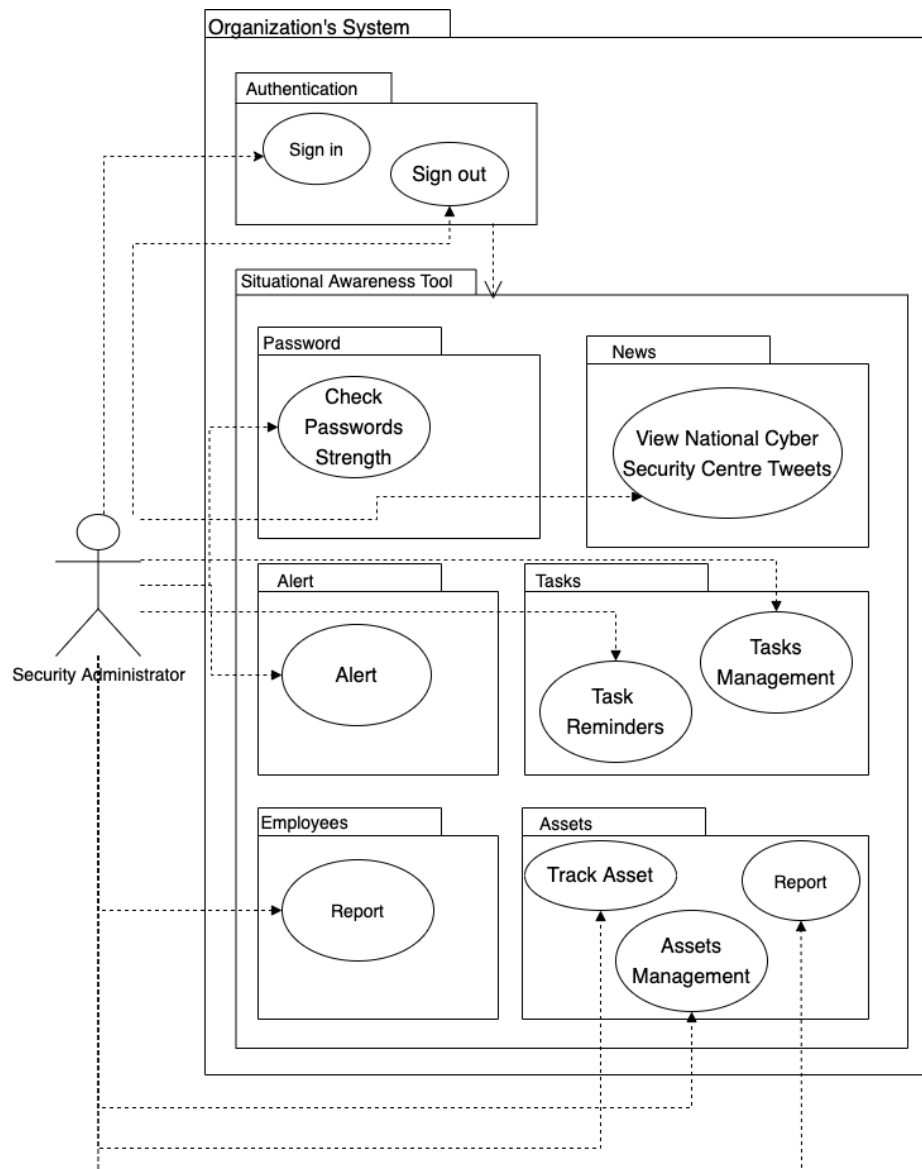 Organization's System
Authentication
Sign in
Sign out
Situational Awareness Tool
Password
Check
Passwords
Strength
News
View National Cyber
Security Centre Tweets
Security Administrator
Alert
Alert
Tasks
Tasks
Management
Task
Reminders
Employees
Report
Assets
Track Asset
Report
Assets
Management